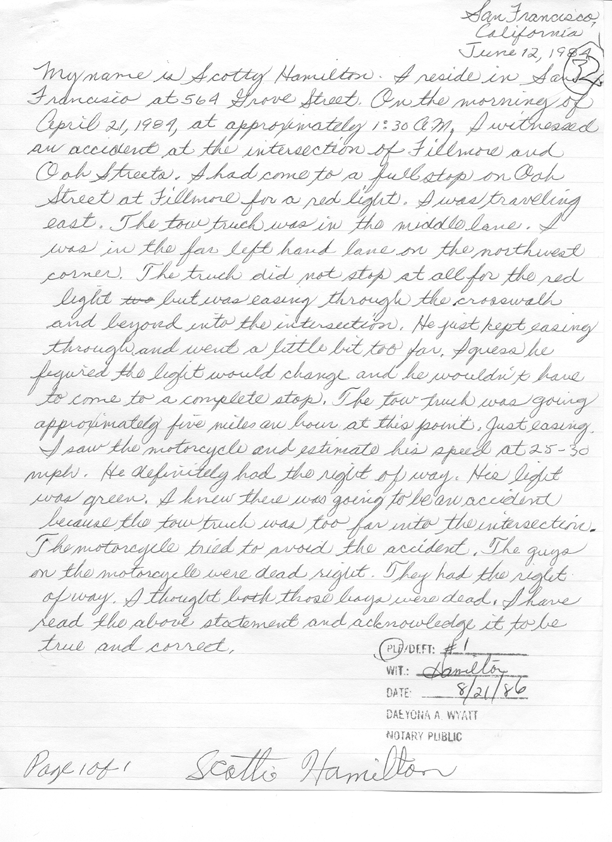 San Francisco,
California
June 12, 1984
32
My name is Scotty Hamilton. I reside in San
Francisco at 564 Grove Street. On the morning of
April 21, 1984, at approximately 1:30 A.M, I witnessed
an accident at the intersection of Fillmore and
Oak Streets. I had come to a full stop on Oak
Street at Fillmore for a red light. I was traveling
east. The tow truck was in the middle lane. I
was in the far left hand lane on the northwest
corner. The truck did not stop at all for the red
light but was easing through the crosswalk
and beyond into the intersection. He just kept easing
through and went a little bit too far. I guess he
figured the light would change and he wouldn't have
to come to a complete stop. The tow truck was going
approximately five miles an hour at this point. Just easing.
I saw the motorcycle and estimate his speed at 25-30
mph. He definitely had the right of way. His light
was green. I knew there was going to be an accident
because the tow truck was too far into the intersection.
The motorcycle tried to avoid the accident. The guys
on the motorcycle were dead right. They had the right
of way. I thought both those boys were dead. I have
read the above statement and acknowledge it to be
true and correct.
PLF/DEFT: #1
WIT.: Hamilton
DATE: 8/21/86
DAEYONA A. WYATT
NOTARY PUBLIC
Page 1 of 1 Scottie Hamilton